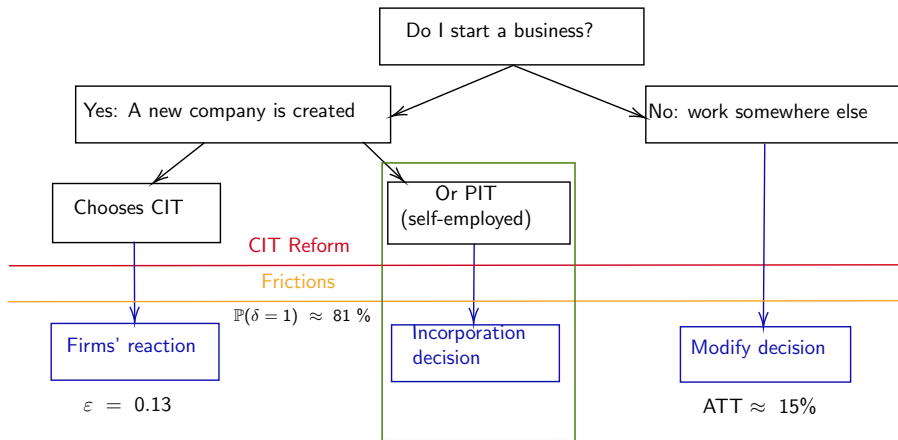 Do I start a business?
Yes: A new company is created
No: work somewhere else
Chooses CIT
Or PIT
(self-employed)
CIT Reform
Frictions
ℙ(δ = 1) ≈ 81 %
Firms' reaction
Incorporation
decision
Modify decision
ε = 0.13
ATT ≈ 15%